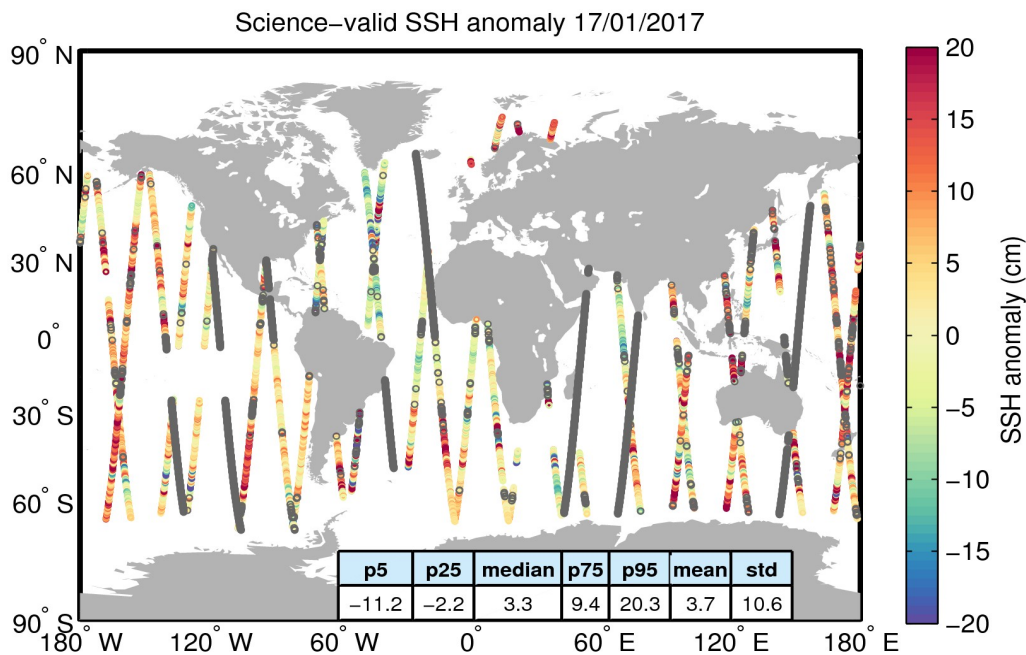 Science−valid SSH anomaly 17/01/2017
90° N
60° N
30° N
0°
30° S
60° S
90° S
180° W
120° W
60° W
0°
60° E
120° E
180° E
p5 p25 median p75 p95 mean std
−11.2 −2.2 3.3 9.4 20.3 3.7 10.6
20
15
10
5
0
−5
−10
−15
−20
SSH anomaly (cm)